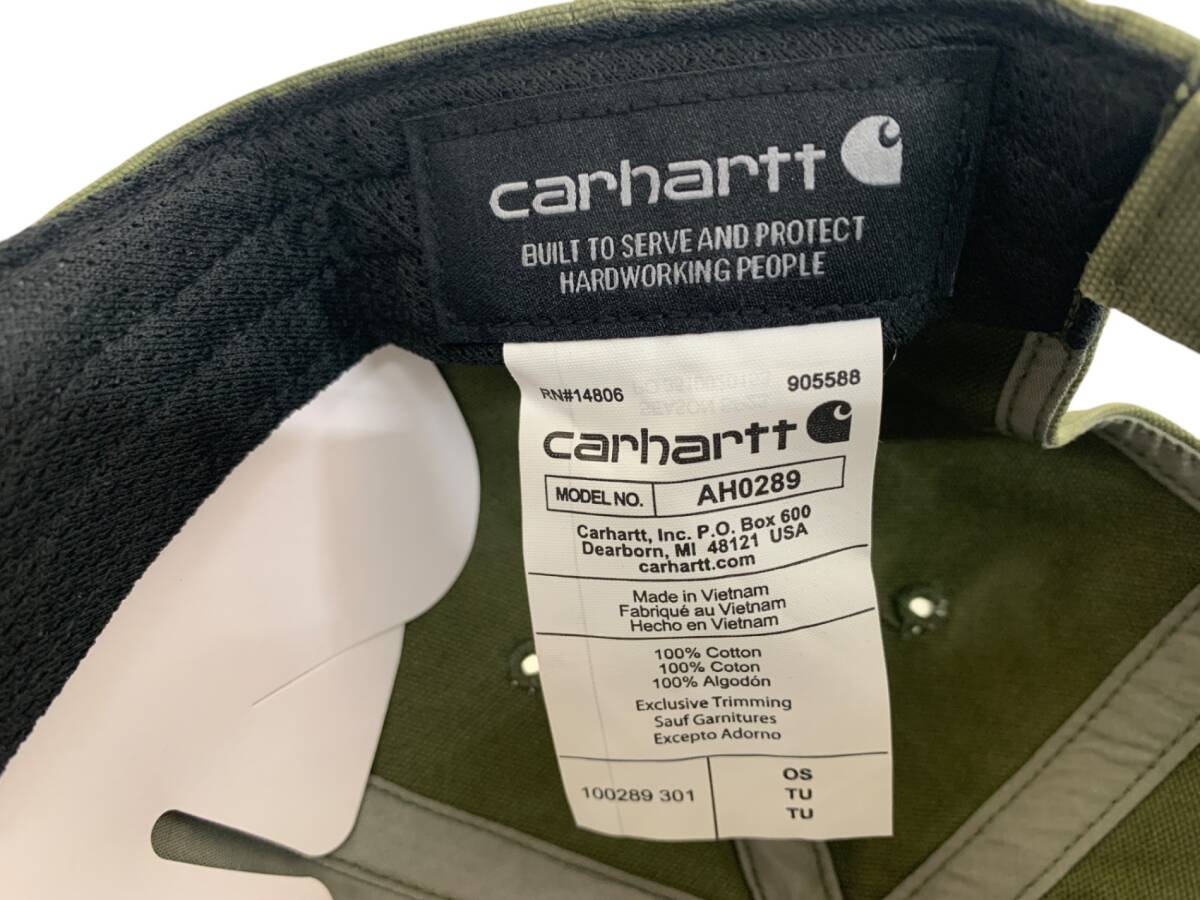 carhartt
BUILT TO SERVE AND PROTECT
HARDWORKING PEOPLE
RN#14806 905588
carhartt
MODEL NO. AH0289
Carhartt, Inc. P.O. Box 600
Dearborn, MI 48121 USA
carhartt.com
Made in Vietnam
Fabriqué au Vietnam
Hecho en Vietnam
100% Cotton
100% Coton
100% Algodón
Exclusive Trimming
Sauf Garnitures
Excepto Adorno
100289 301
OS
TU
TU